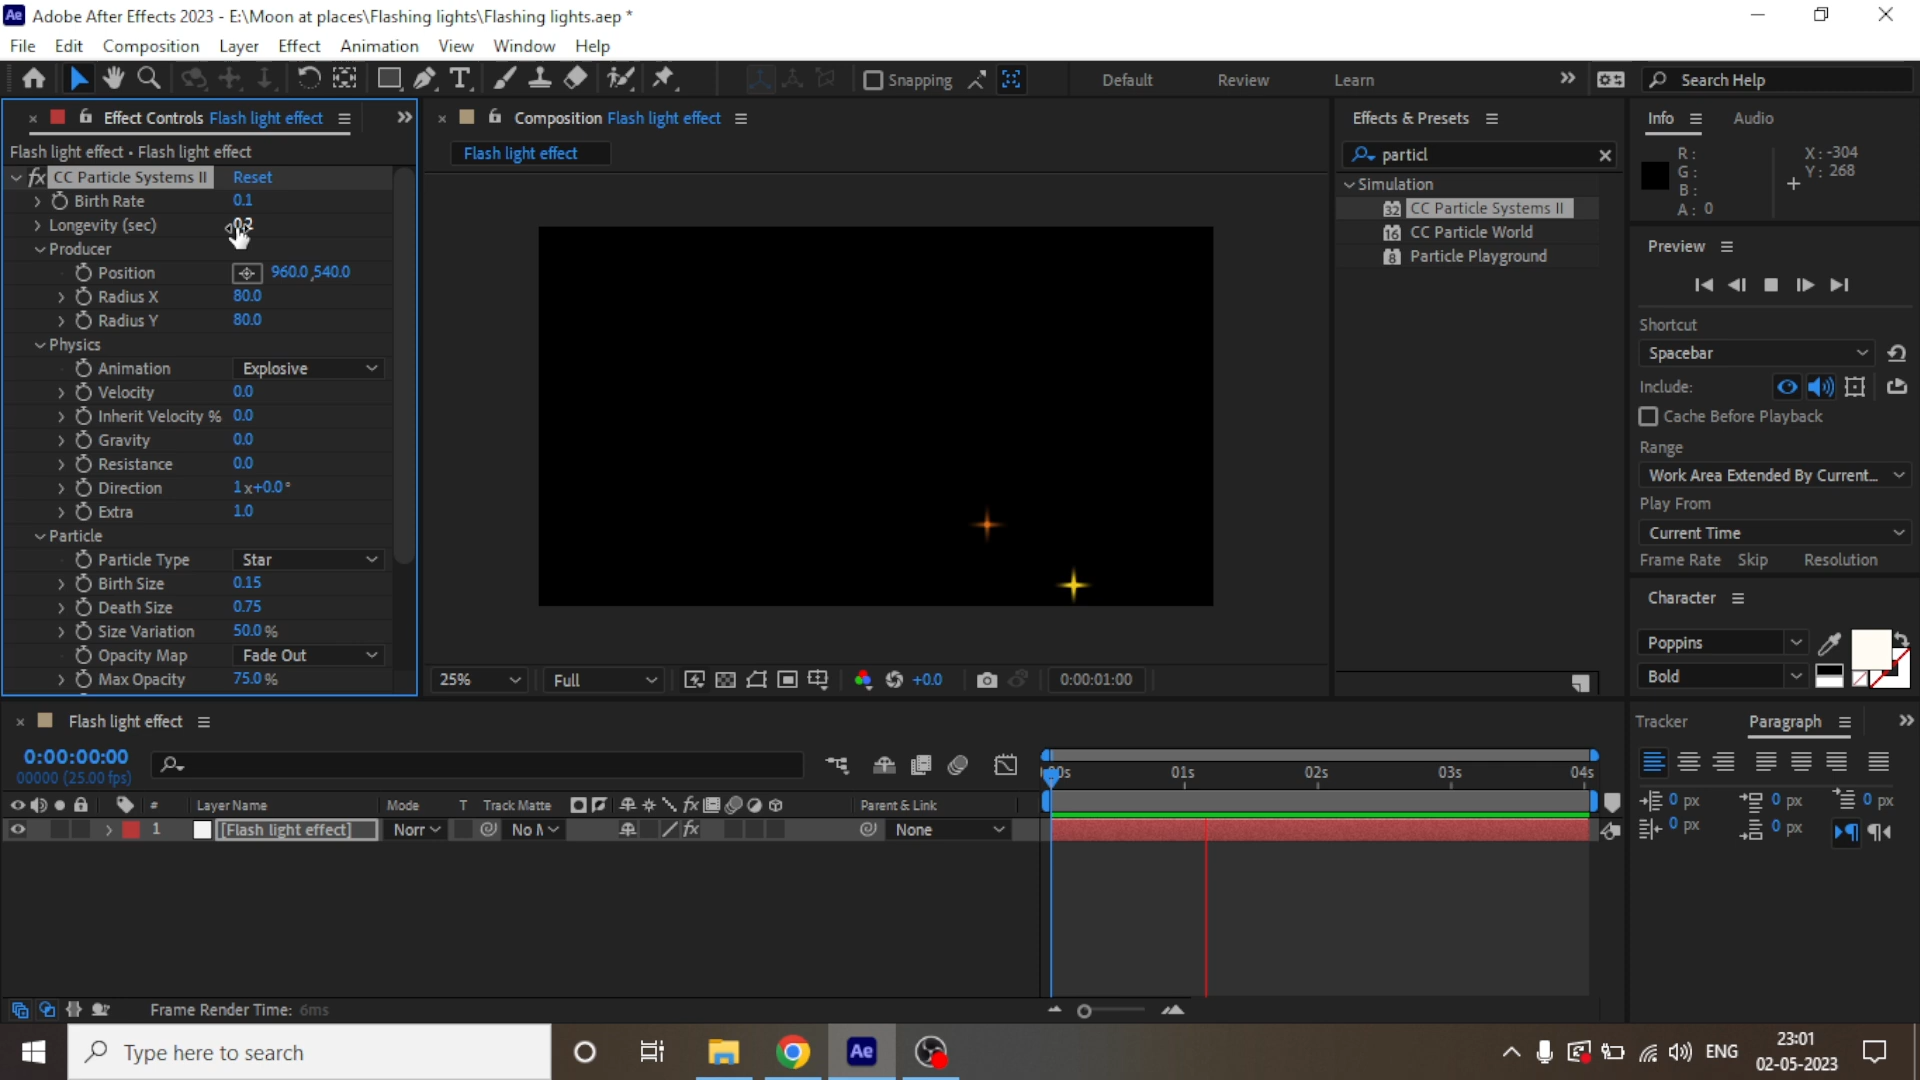 Adobe After Effects 2023 - E:\Moon at places\Flashing lights\Flashing lights.aep *
File Edit Composition Layer Effect Animation View Window Help
Snapping Default Review Learn Search Help
Effect Controls Flash light effect
Flash light effect • Flash light effect
CC Particle Systems II Reset
Birth Rate 0.1
Longevity (sec)
Producer
Position 960.0,540.0
Radius X 80.0
Radius Y 80.0
Physics
Animation Explosive
Velocity 0.0
Inherit Velocity % 0.0
Gravity 0.0
Resistance 0.0
Direction 1x+0.0°
Extra 1.0
Particle
Particle Type Star
Birth Size 0.15
Death Size 0.75
Size Variation 50.0 %
Opacity Map Fade Out
Max Opacity 75.0 %
Composition Flash light effect
Flash light effect
25% Full +0.0 0:00:01:00
Effects & Presets
particl
Simulation
32 CC Particle Systems II
16 CC Particle World
8 Particle Playground
Info Audio
R:
G:
B:
A: 0
X: -304
Y: 268
Preview
Shortcut
Spacebar
Include:
Cache Before Playback
Range
Work Area Extended By Current...
Play From
Current Time
Frame Rate Skip Resolution
Character
Poppins
Bold
Tracker Paragraph
0 px 0 px 0 px
0 px 0 px
Flash light effect
0:00:00:00
00000 (25.00 fps)
# Layer Name Mode T Track Matte Parent & Link
1 [Flash light effect] Norr No M None
01s 02s 03s 04s
Frame Render Time: 6ms
Type here to search
Ae
ENG
23:01
02-05-2023